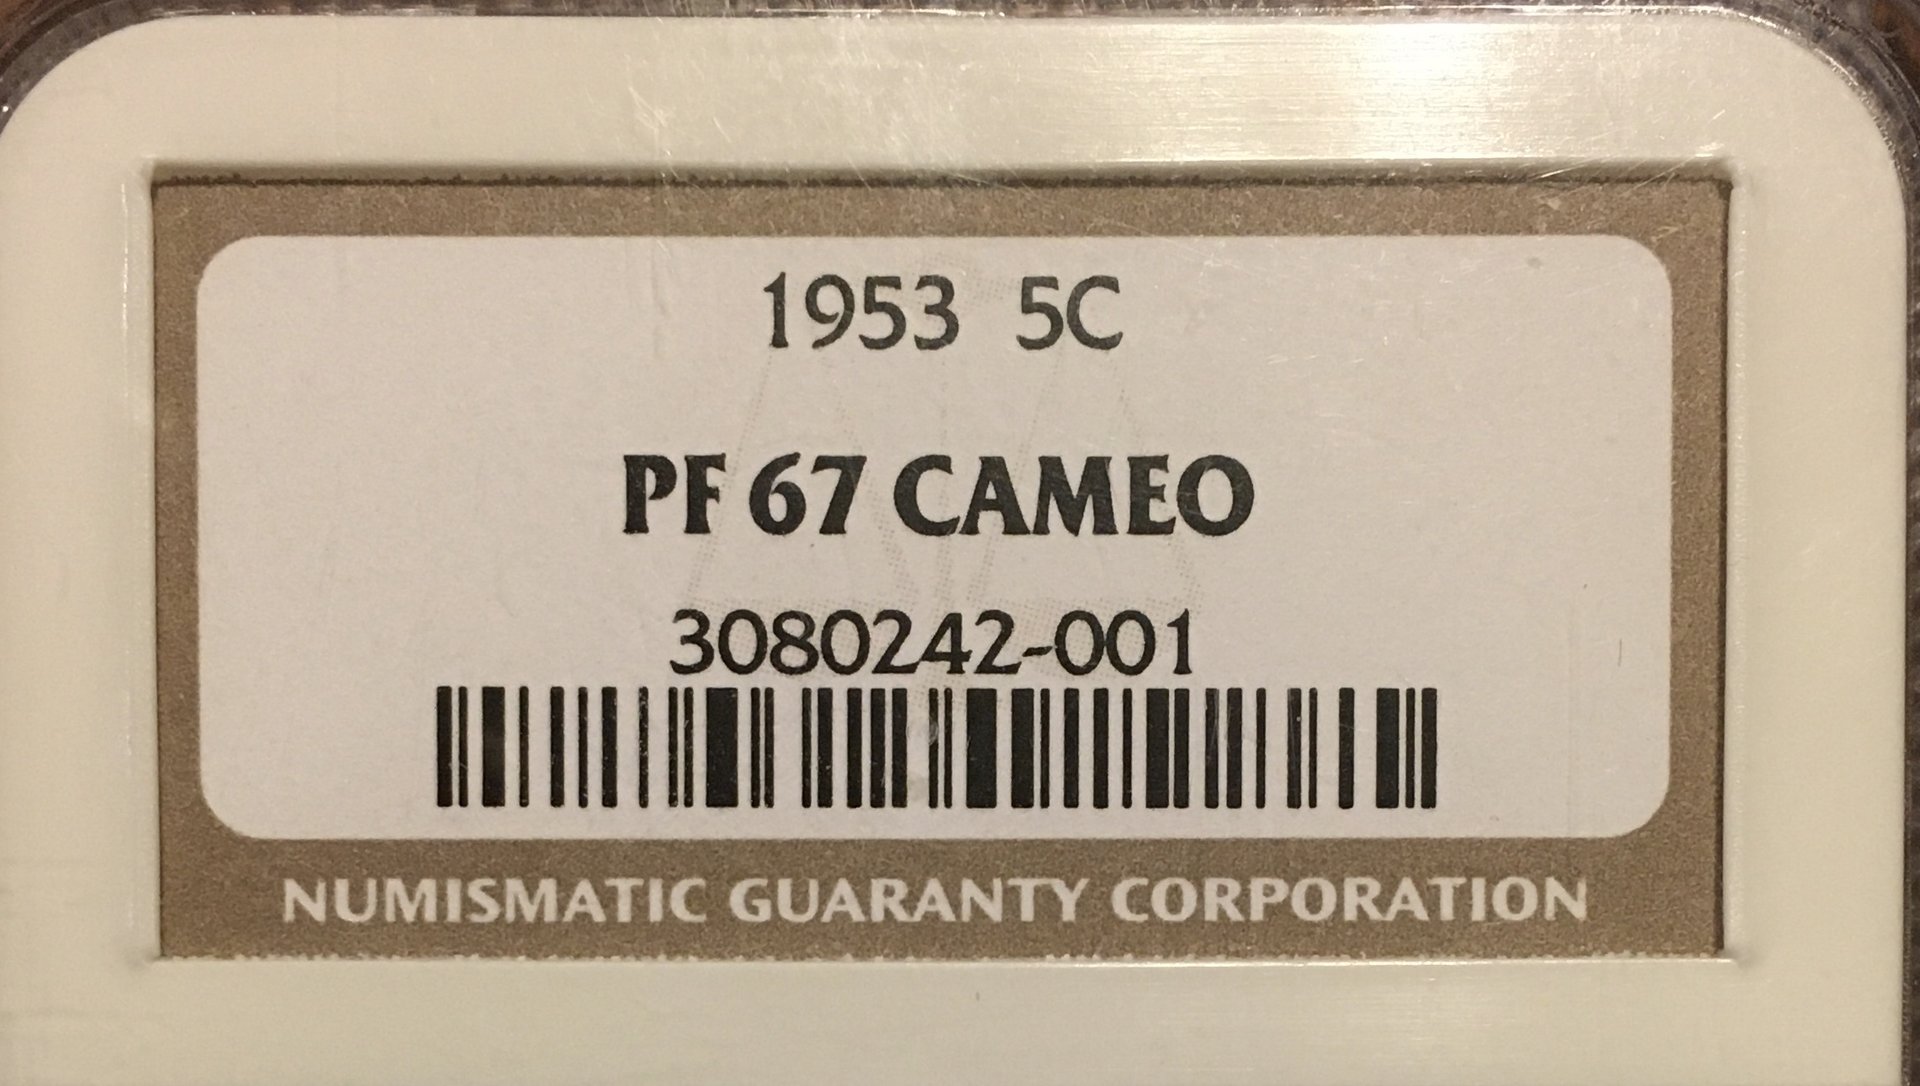 1953 5C
PF 67 CAMEO
3080242-001
NUMISMATIC GUARANTY CORPORATION